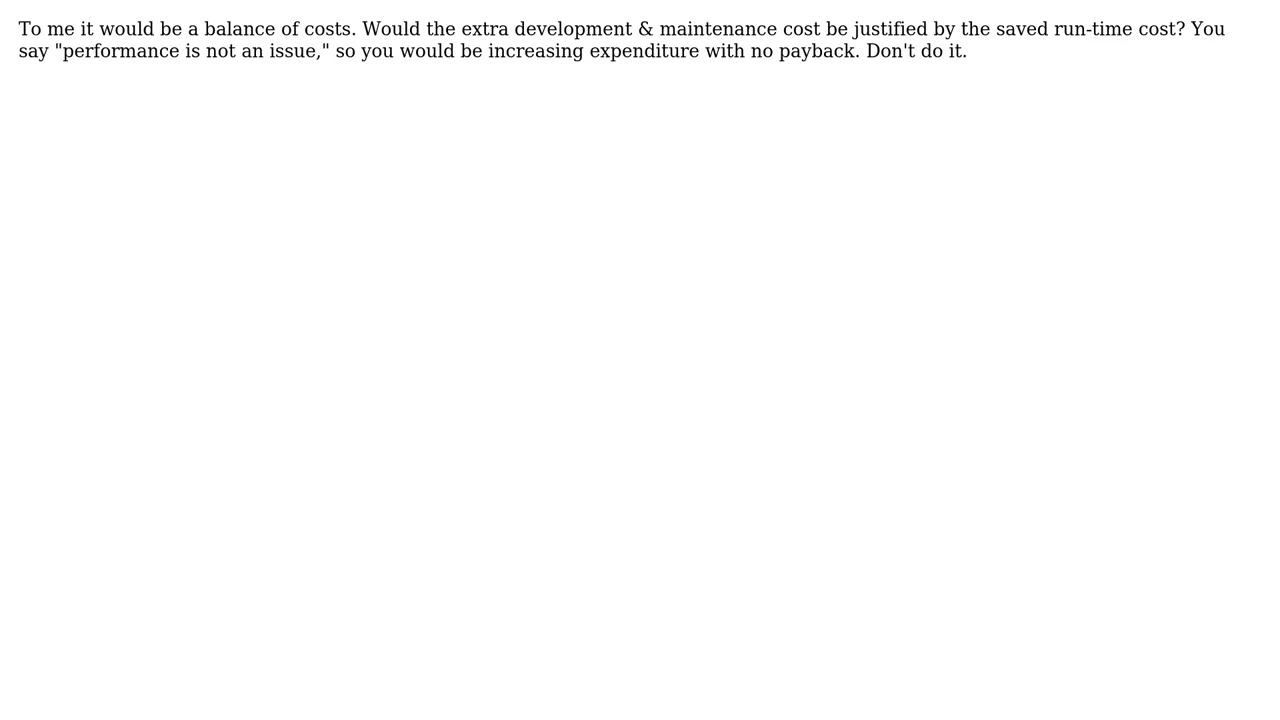 To me it would be a balance of costs. Would the extra development & maintenance cost be justified by the saved run-time cost? You
say "performance is not an issue," so you would be increasing expenditure with no payback. Don't do it.